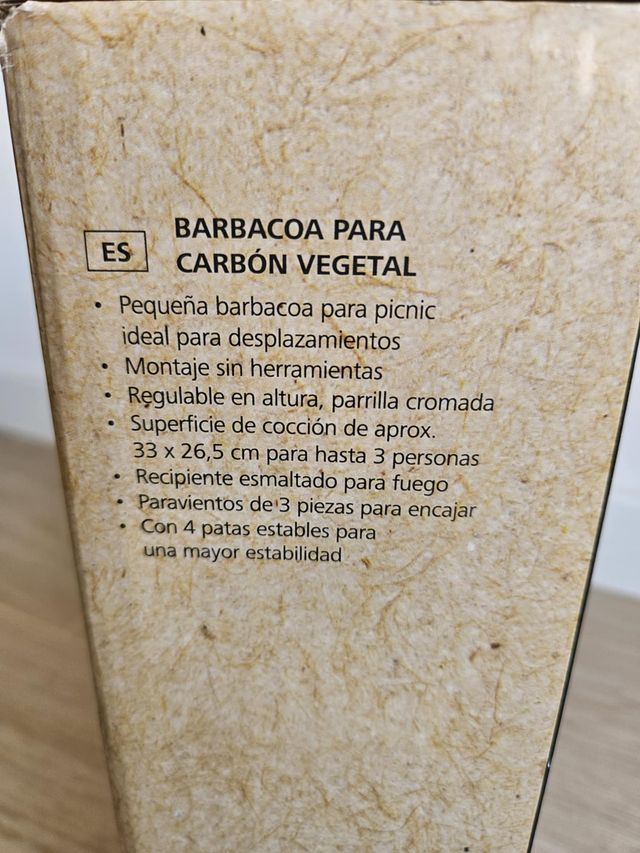 ES
BARBACOA PARA
CARBÓN VEGETAL
• Pequeña barbacoa para picnic
ideal para desplazamientos
• Montaje sin herramientas
• Regulable en altura, parrilla cromada
• Superficie de cocción de aprox.
33 x 26,5 cm para hasta 3 personas
• Recipiente esmaltado para fuego
• Paravientos de 3 piezas para encajar
• Con 4 patas estables para
una mayor estabilidad